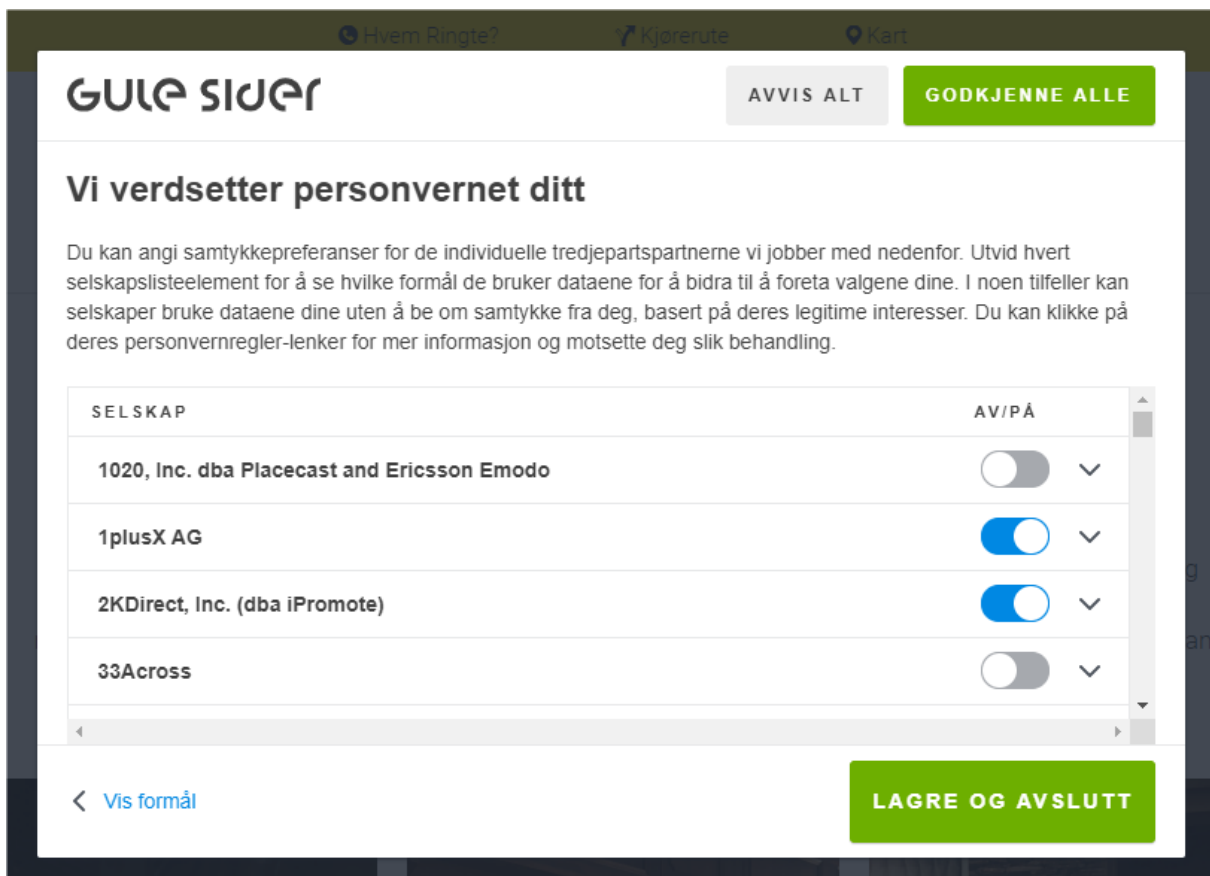 Hvem Ringte? Kjørerute Kart
GULE SIDER
AVVIS ALT
GODKJENNE ALLE
Vi verdsetter personvernet ditt
Du kan angi samtykkepreferanser for de individuelle tredjepartspartnerne vi jobber med nedenfor. Utvid hvert
selskapslisteelement for å se hvilke formål de bruker dataene for å bidra til å foreta valgene dine. I noen tilfeller kan
selskaper bruke dataene dine uten å be om samtykke fra deg, basert på deres legitime interesser. Du kan klikke på
deres personvernregler-lenker for mer informasjon og motsette deg slik behandling.
SELSKAP AV/PÅ
1020, Inc. dba Placecast and Ericsson Emodo
1plusX AG
2KDirect, Inc. (dba iPromote)
33Across
Vis formål
LAGRE OG AVSLUTT